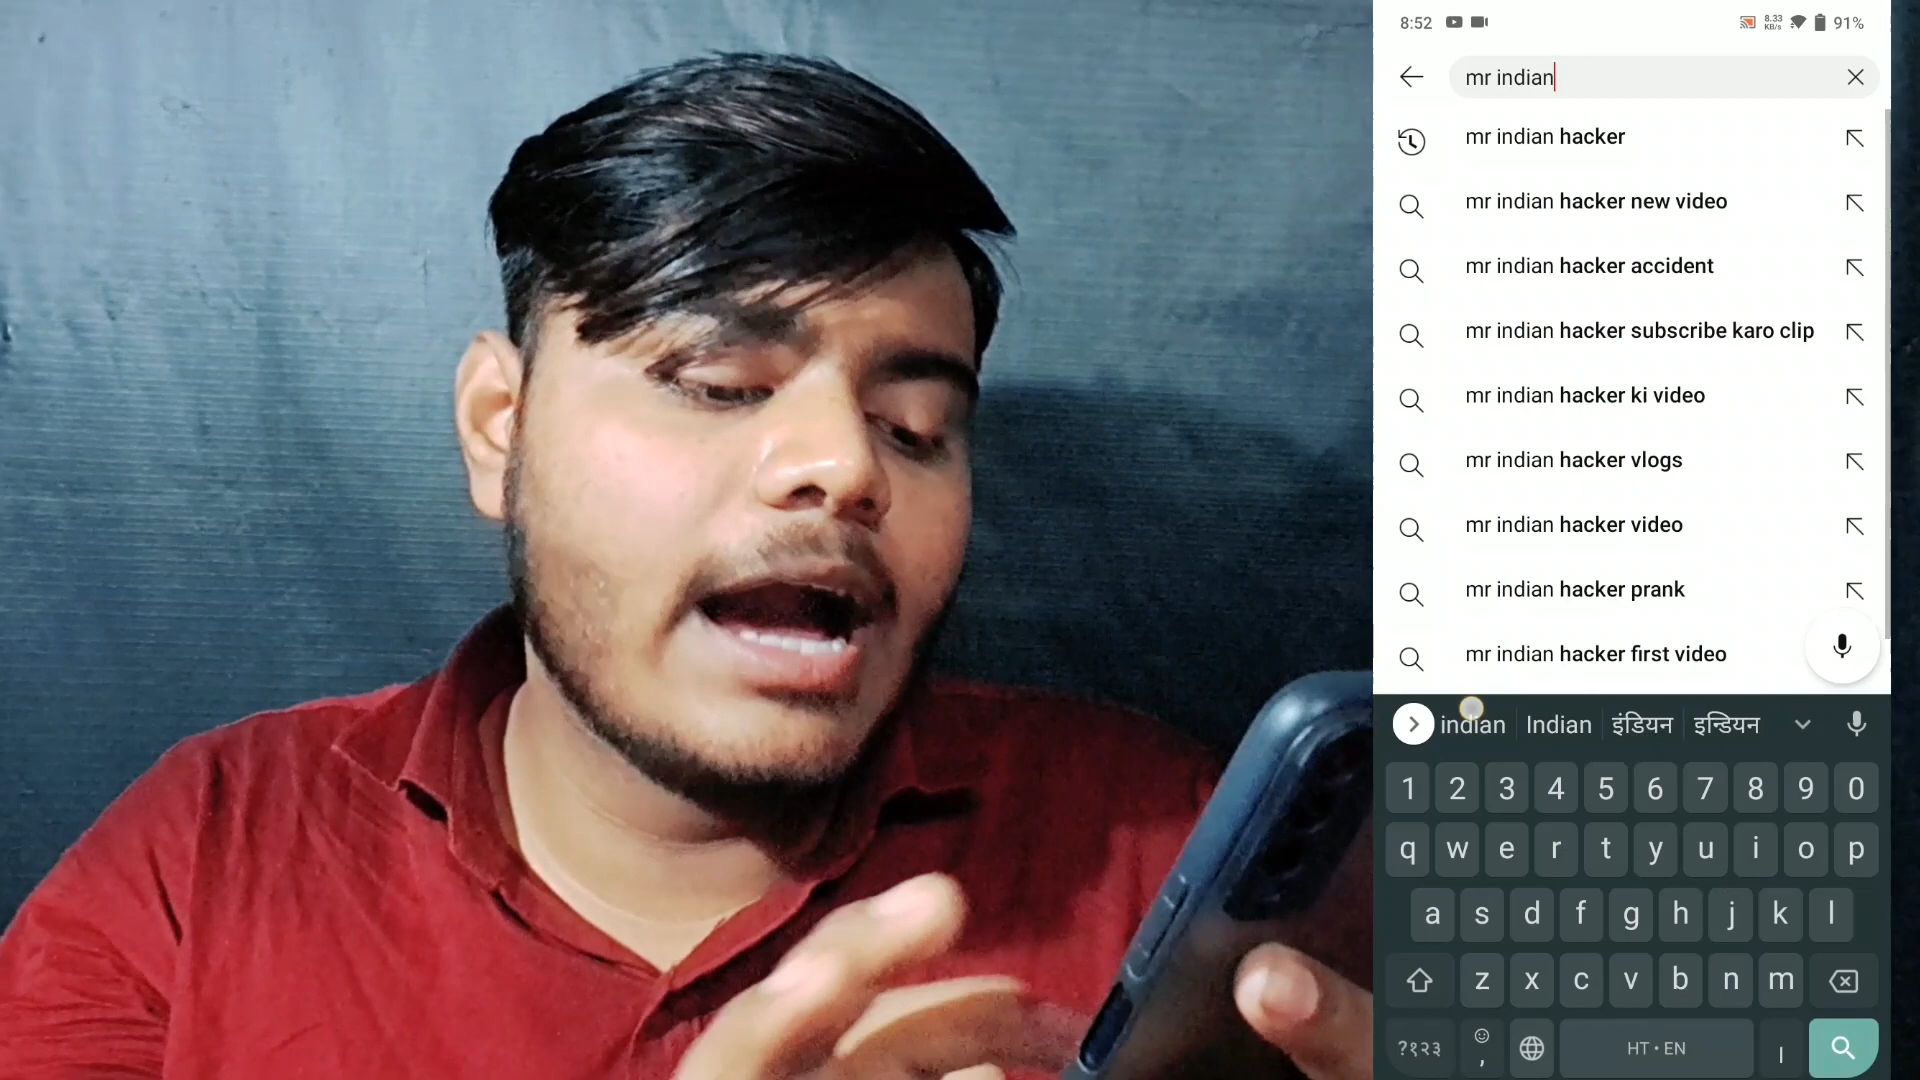 8:52 8.33 KB/s 91%
mr indian
mr indian hacker
mr indian hacker new video
mr indian hacker accident
mr indian hacker subscribe karo clip
mr indian hacker ki video
mr indian hacker vlogs
mr indian hacker video
mr indian hacker prank
mr indian hacker first video
indian Indian इंडियन इन्डियन
1 2 3 4 5 6 7 8 9 0
q w e r t y u i o p
a s d f g h j k l
z x c v b n m
?१२३ , HT • EN ।